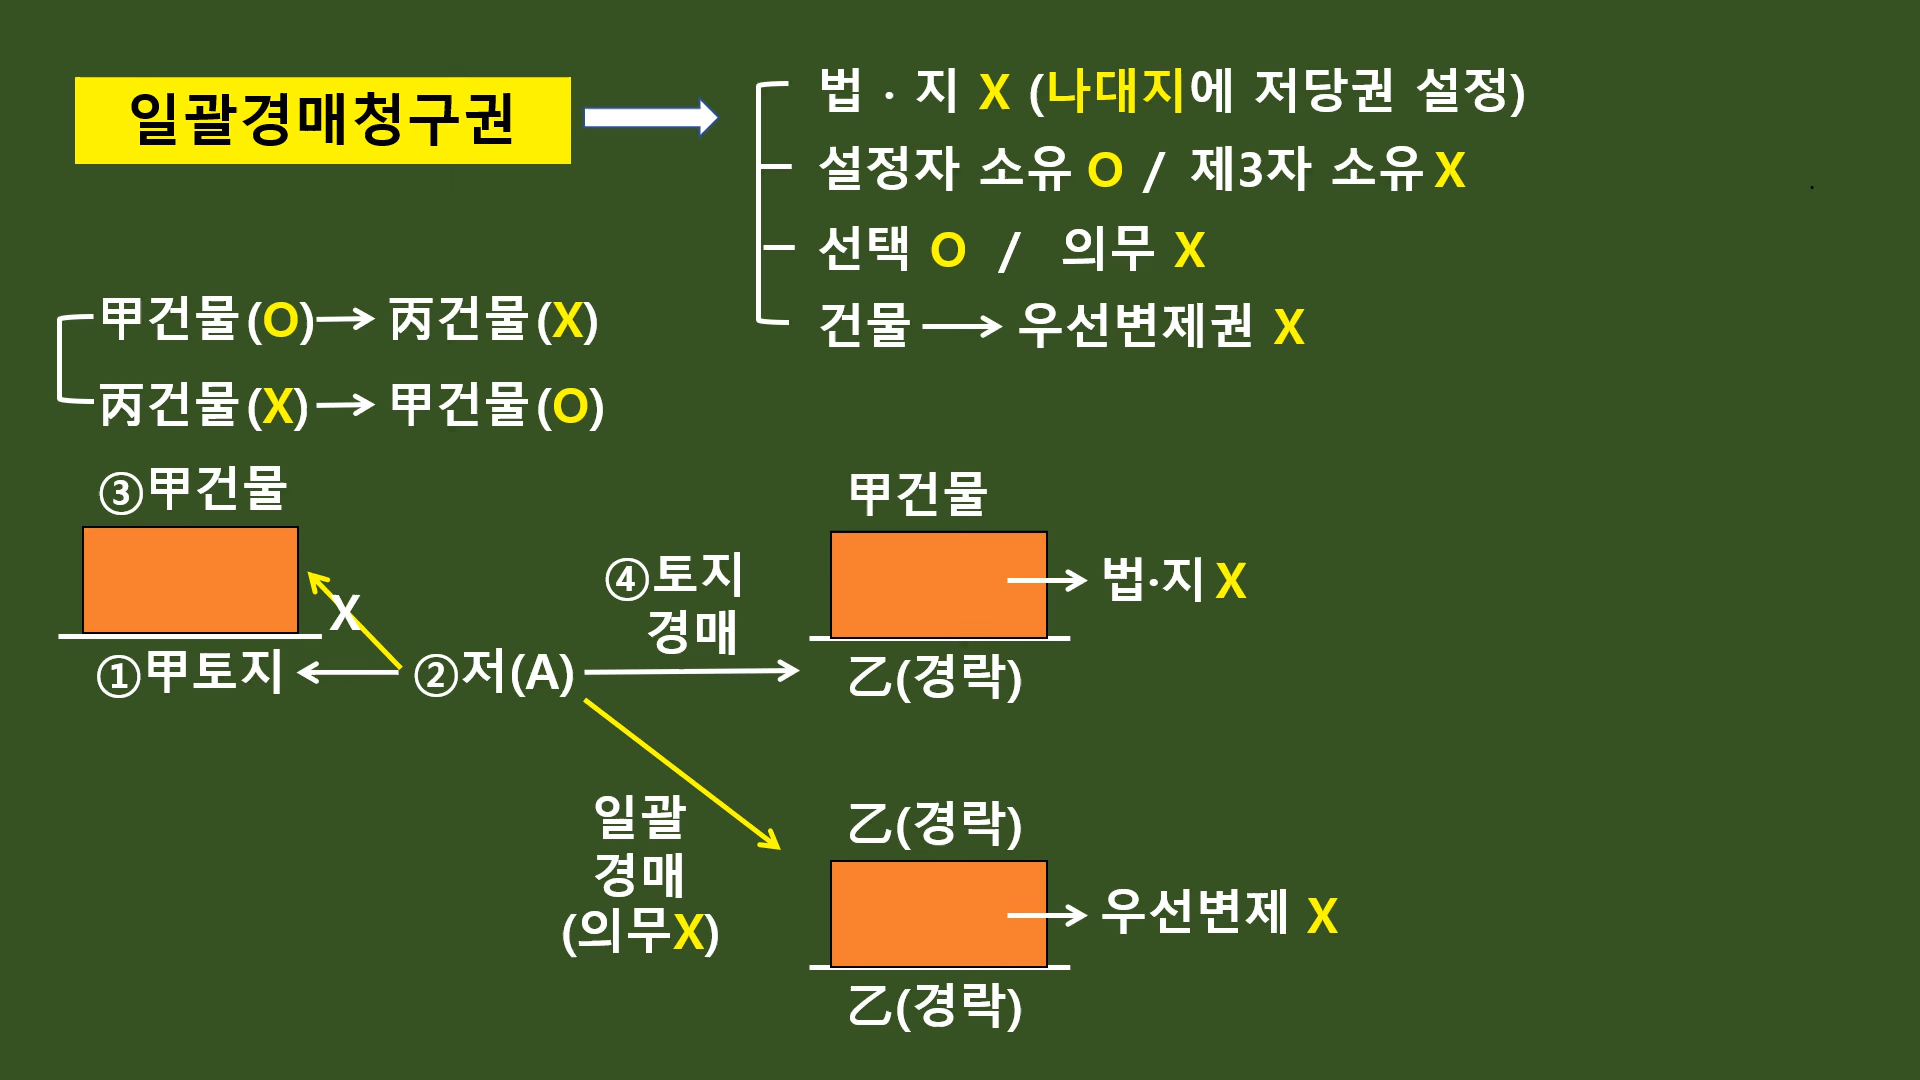 일괄경매청구권
법 · 지 X (나대지에 저당권 설정)
설정자 소유 O / 제3자 소유 X
선택 O / 의무 X
건물 → 우선변제권 X
甲건물(O) → 丙건물(X)
丙건물(X) → 甲건물(O)
③甲건물
X
①甲토지
②저(A)
④토지
경매
甲건물
법·지 X
乙(경락)
일괄
경매
(의무X)
乙(경락)
우선변제 X
乙(경락)